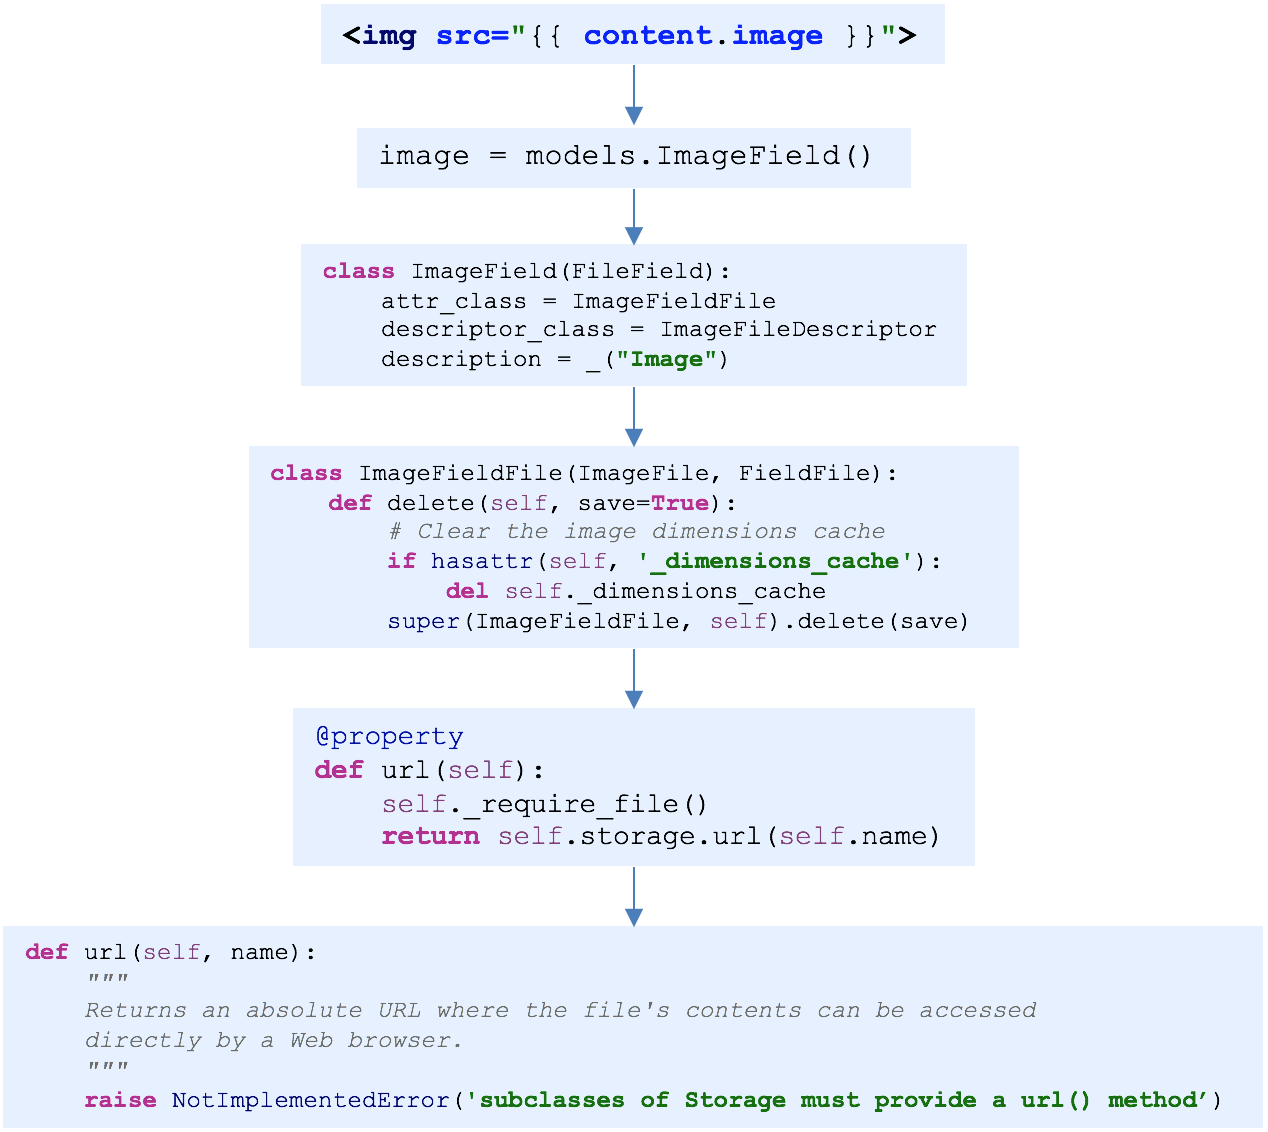 <img src="{{ content.image }}">
image = models.ImageField()
class ImageField(FileField):
    attr_class = ImageFieldFile
    descriptor_class = ImageFileDescriptor
    description = _("Image")
class ImageFieldFile(ImageFile, FieldFile):
    def delete(self, save=True):
        # Clear the image dimensions cache
        if hasattr(self, '_dimensions_cache'):
            del self._dimensions_cache
        super(ImageFieldFile, self).delete(save)
@property
def url(self):
    self._require_file()
    return self.storage.url(self.name)
def url(self, name):
    """
    Returns an absolute URL where the file's contents can be accessed
    directly by a Web browser.
    """
    raise NotImplementedError('subclasses of Storage must provide a url() method’)